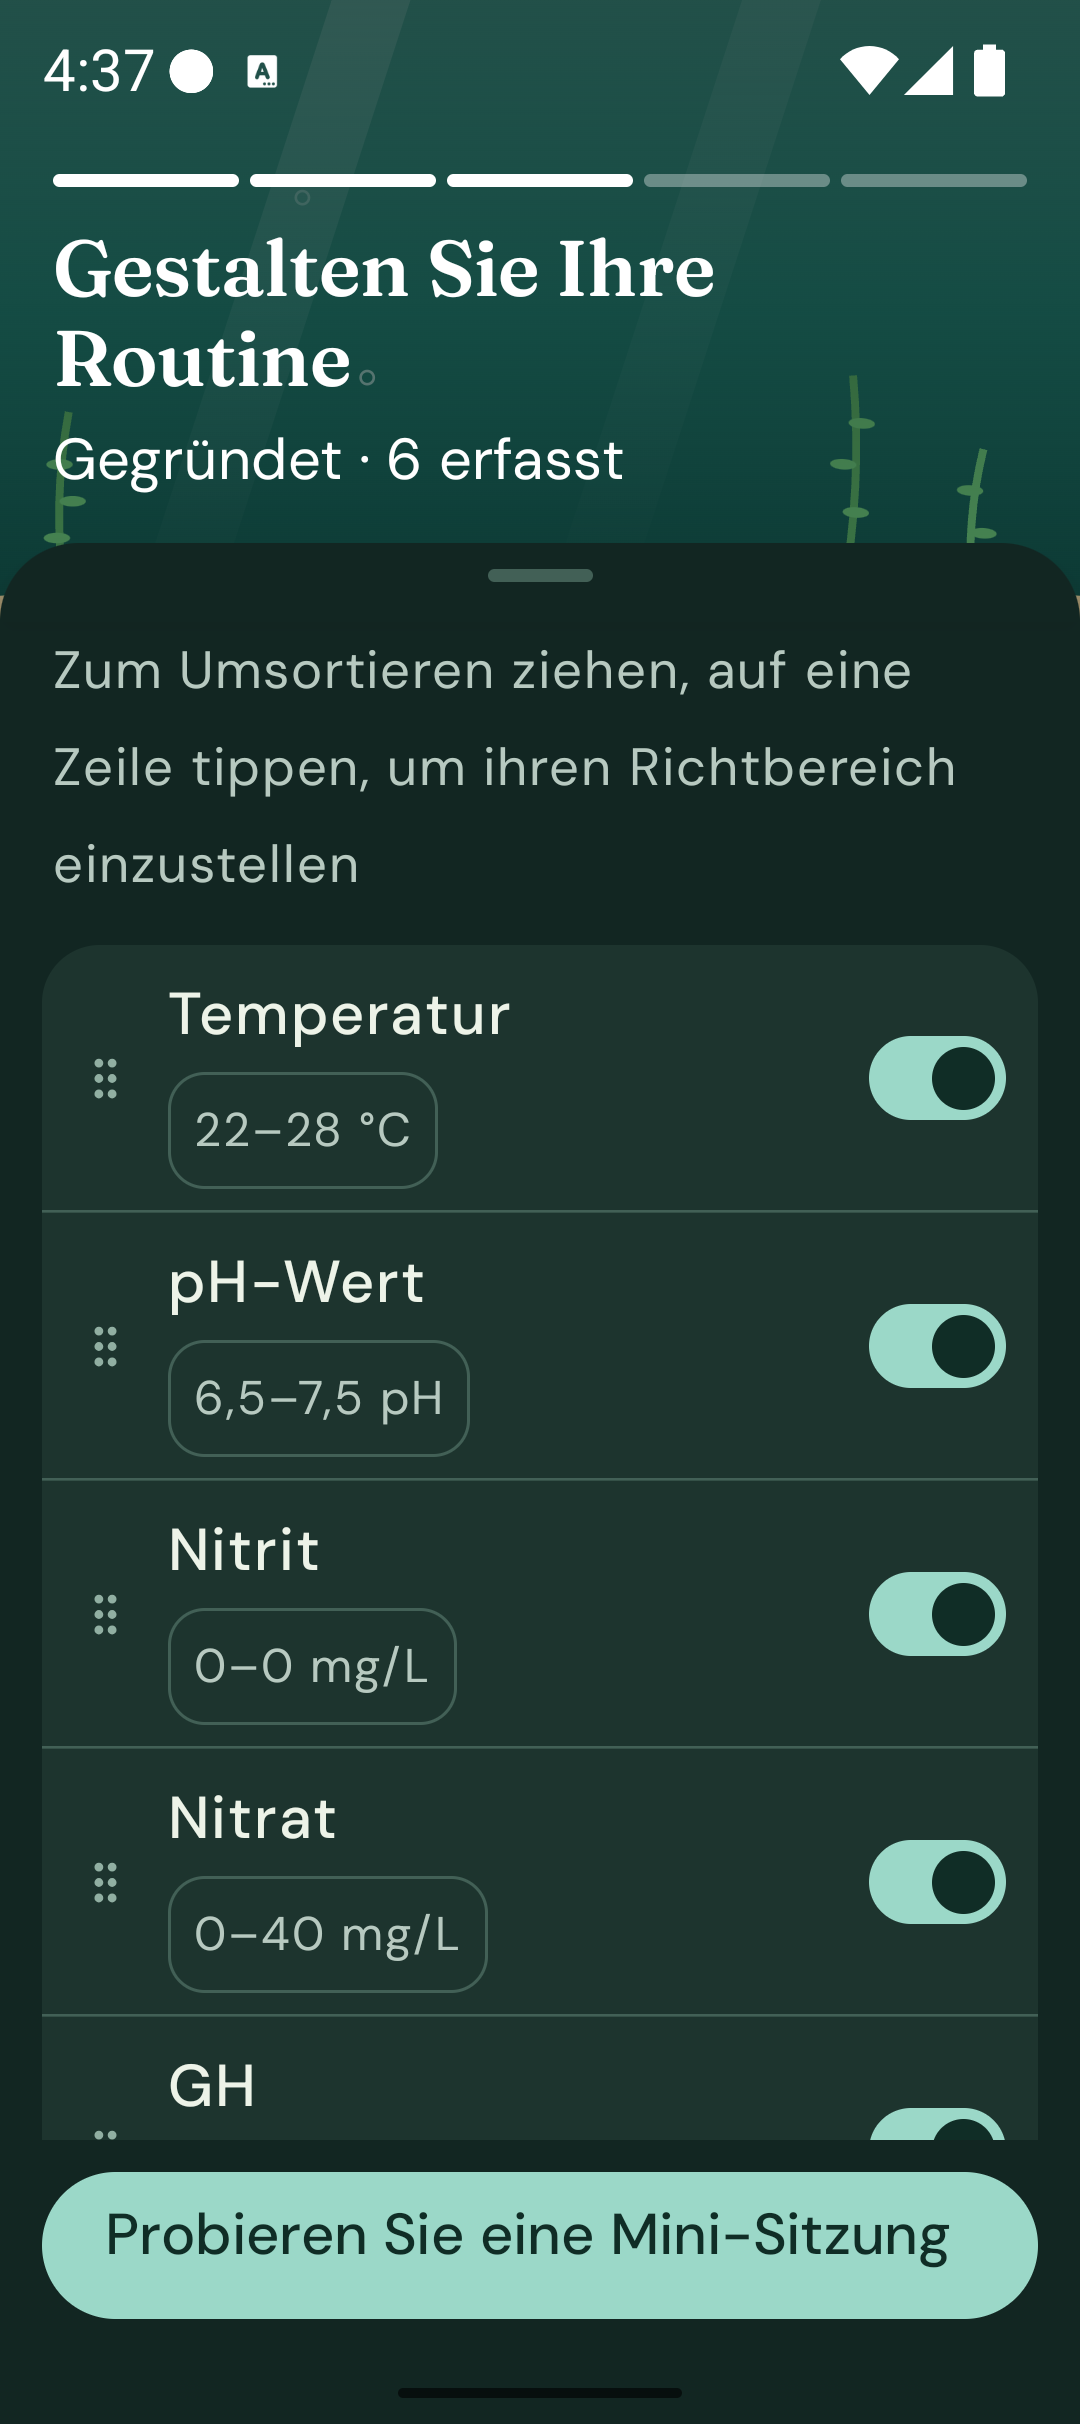 4:37
Gestalten Sie Ihre
Routine
Gegründet · 6 erfasst
Zum Umsortieren ziehen, auf eine
Zeile tippen, um ihren Richtbereich
einzustellen
Temperatur
22–28 °C
pH-Wert
6,5–7,5 pH
Nitrit
0–0 mg/L
Nitrat
0–40 mg/L
GH
Probieren Sie eine Mini-Sitzung